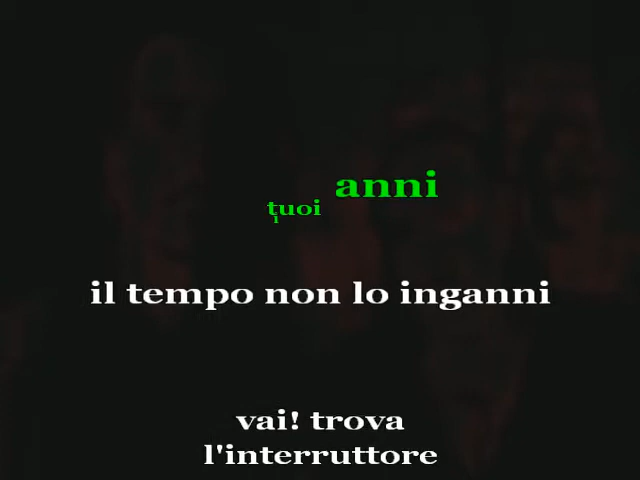 i tuoi anni
il tempo non lo inganni
vai! trova
l'interruttore